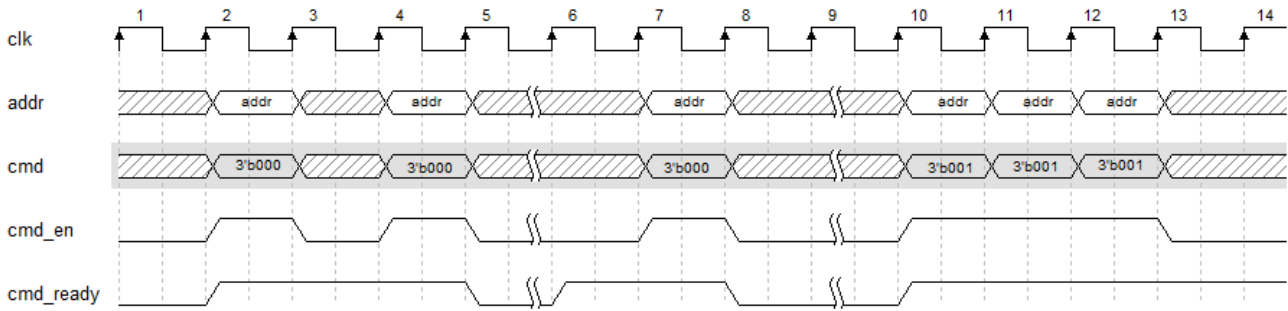 1 2 3 4 5 6 7 8 9 10 11 12 13 14
clk
addr addr addr addr addr addr addr
cmd 3'b000 3'b000 3'b000 3'b001 3'b001 3'b001
cmd_en
cmd_ready